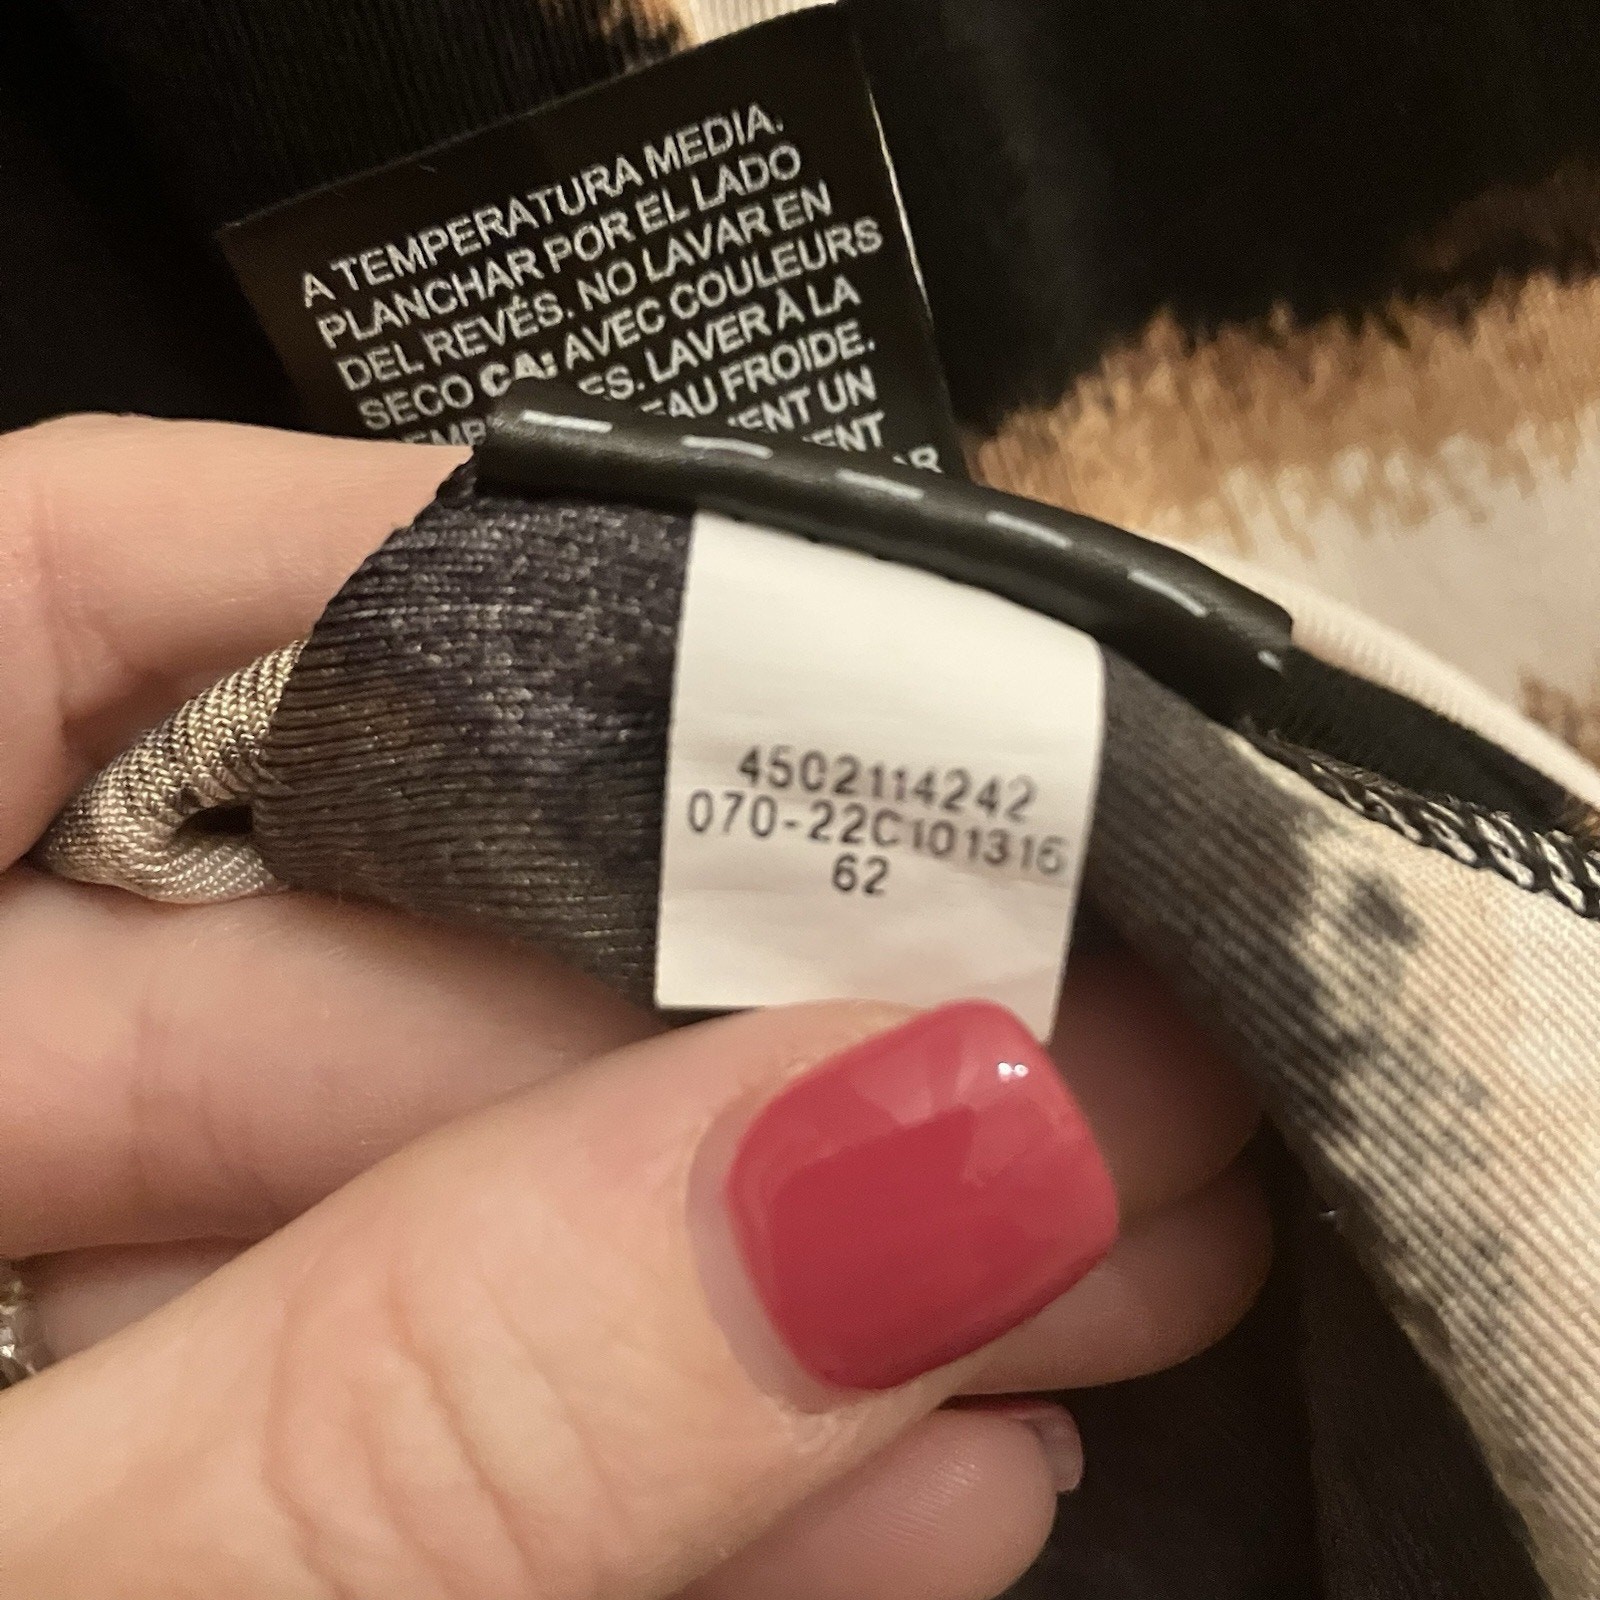 A TEMPERATURA MEDIA.
PLANCHAR POR EL LADO
DEL REVÉS. NO LAVAR EN
SECO CA: AVEC COULEURS
LAVER À LA
FROIDE.
UN
4502114242
070-22C101316
62